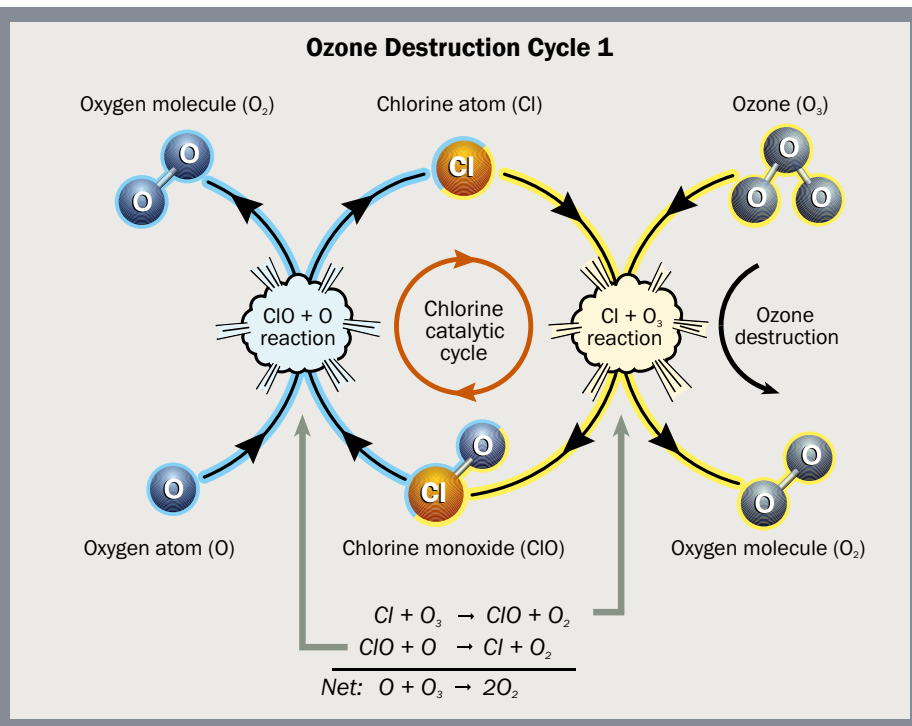 Ozone Destruction Cycle 1
Oxygen molecule (O₂)
Chlorine atom (Cl)
Ozone (O₃)
O
O
Cl
O
O
O
ClO + O
reaction
Chlorine
catalytic
cycle
Cl + O₃
reaction
Ozone
destruction
O
O
Cl
O
O
Oxygen atom (O)
Chlorine monoxide (ClO)
Oxygen molecule (O₂)
Cl + O₃ → ClO + O₂
ClO + O → Cl + O₂
Net: O + O₃ → 2O₂